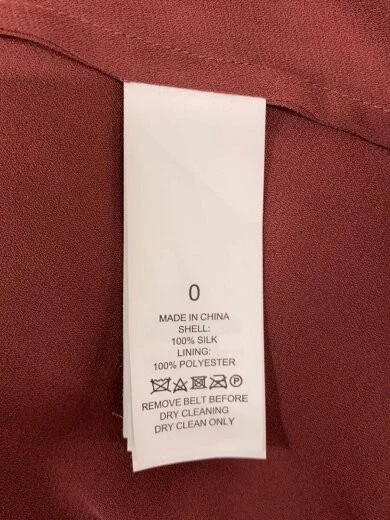 0
MADE IN CHINA
SHELL:
100% SILK
LINING:
100% POLYESTER
P
REMOVE BELT BEFORE
DRY CLEANING
DRY CLEAN ONLY